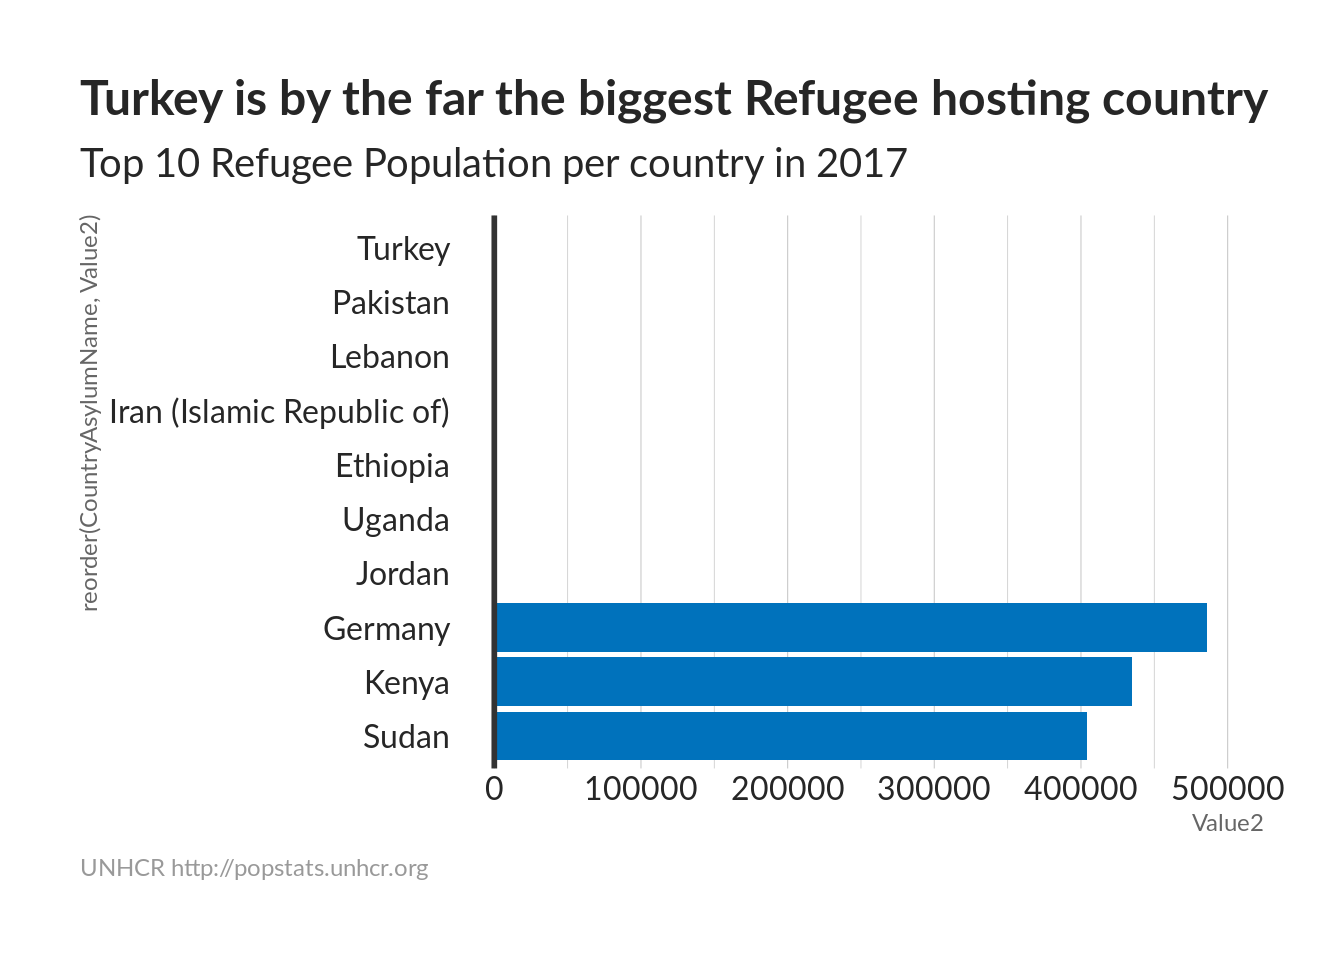 Turkey is by the far the biggest Refugee hosting country
Top 10 Refugee Population per country in 2017
reorder(CountryAsylumName, Value2)
Turkey
Pakistan
Lebanon
Iran (Islamic Republic of)
Ethiopia
Uganda
Jordan
Germany
Kenya
Sudan
0 100000 200000 300000 400000 500000
Value2
UNHCR http://popstats.unhcr.org